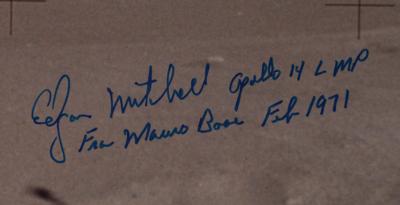 Edgar Mitchell Apollo 14 LMP
Fra Mauro Base Feb 1971